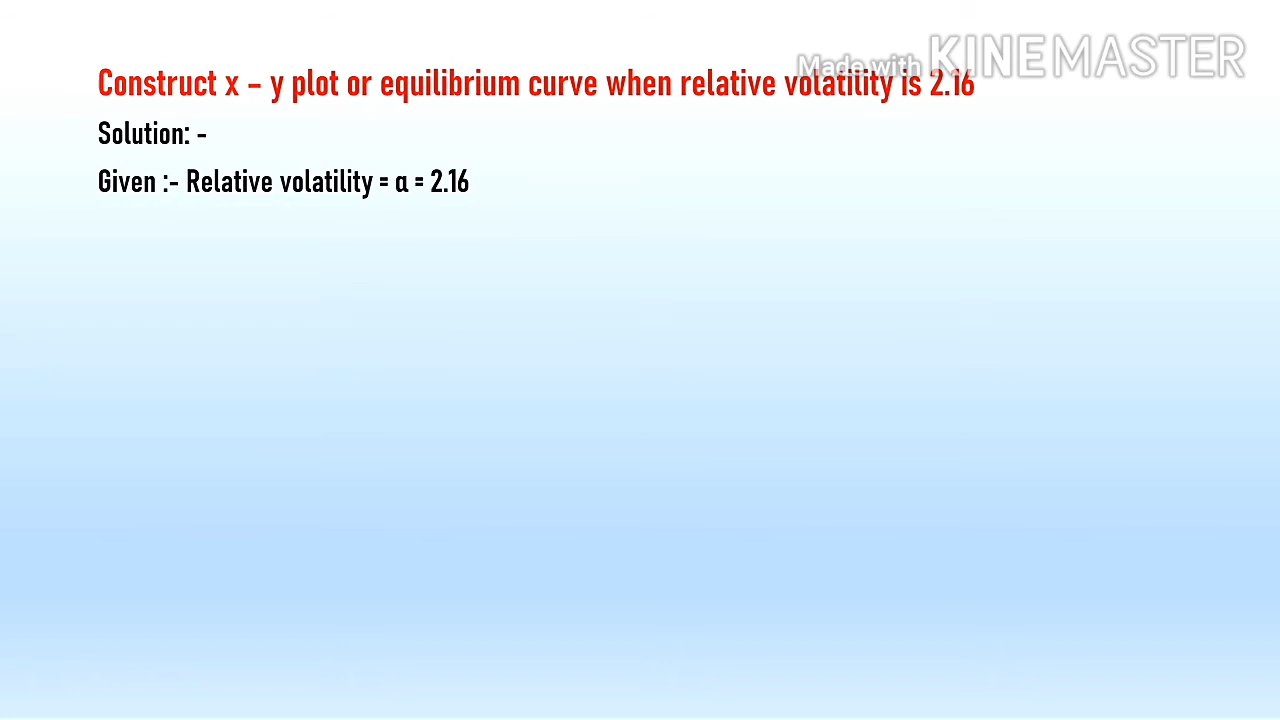 Made with KINEMASTER
Construct x – y plot or equilibrium curve when relative volatility is 2.16
Solution: -
Given :- Relative volatility = α = 2.16